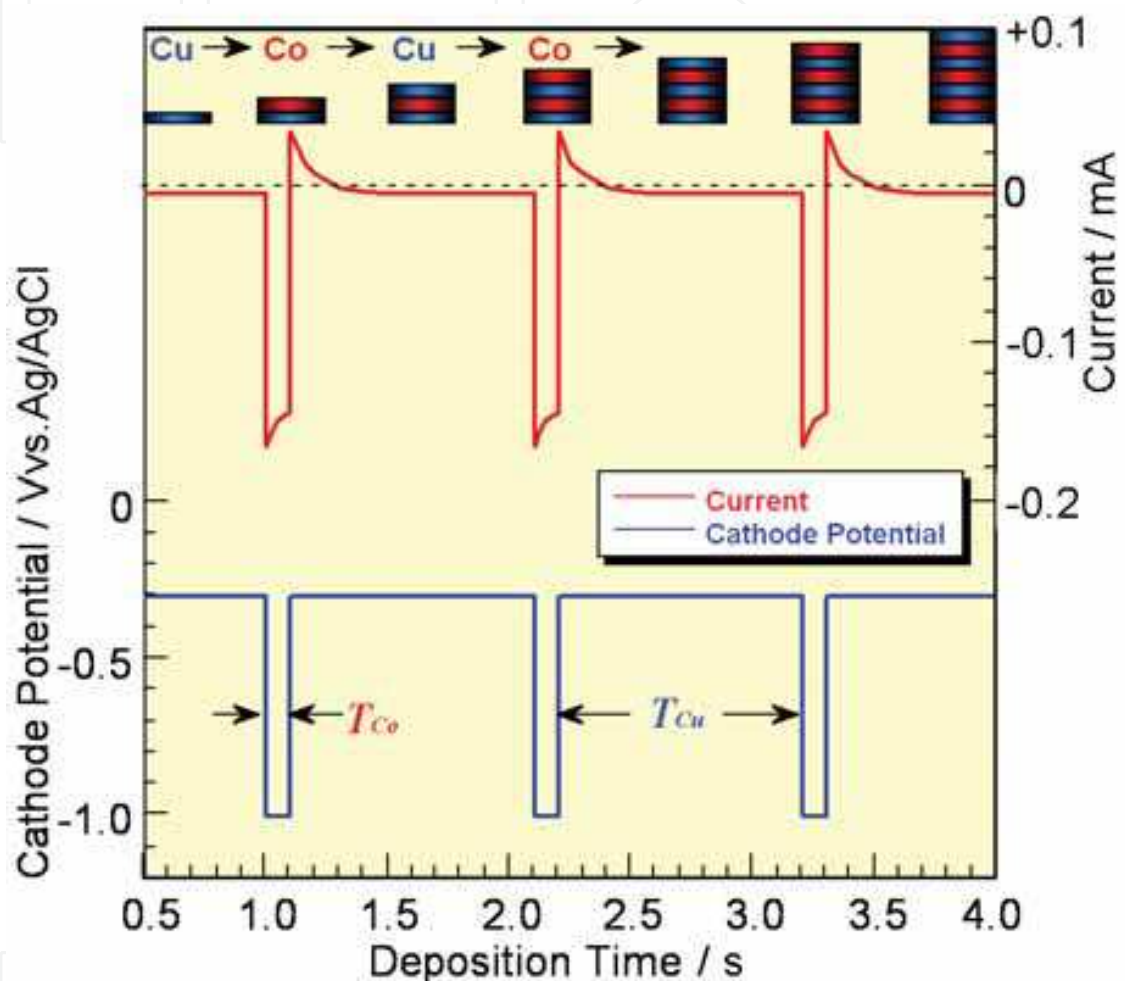 Cu → Co → Cu → Co →
+0.1
0
-0.1
-0.2
Current / mA
Cathode Potential / Vvs.Ag/AgCl
0
-0.5
-1.0
Current
Cathode Potential
TCo
TCu
0.5 1.0 1.5 2.0 2.5 3.0 3.5 4.0
Deposition Time / s